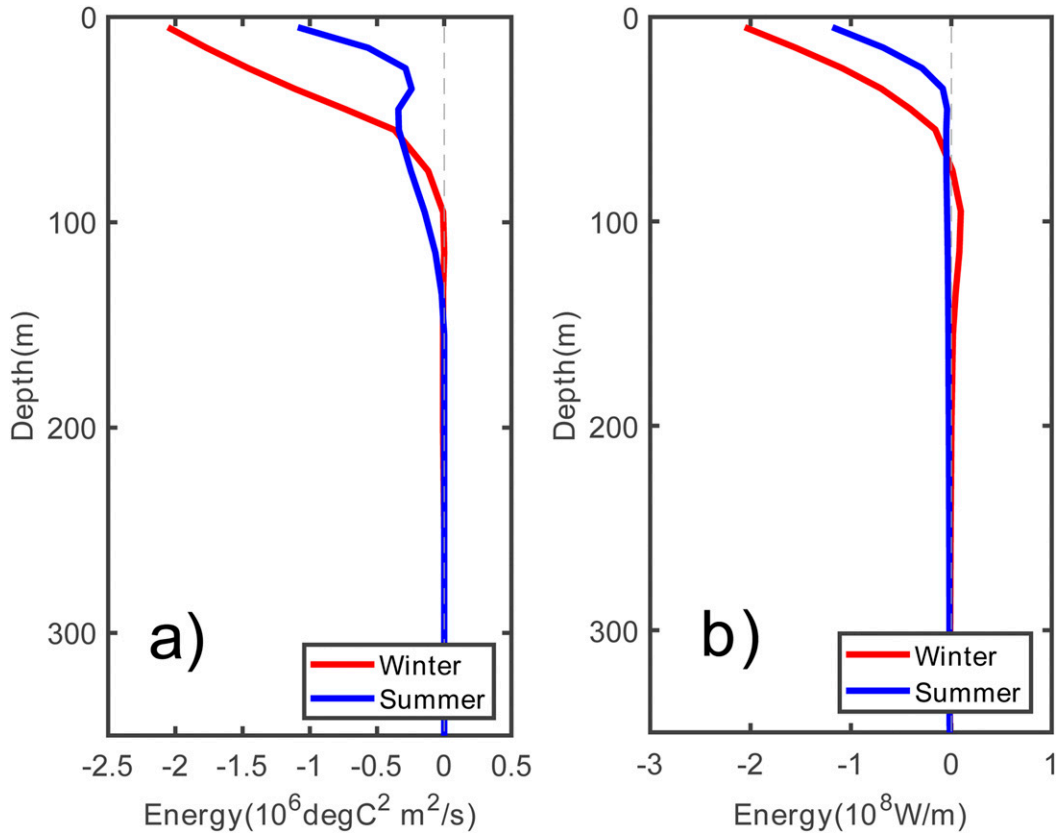 0
100
200
300
Depth(m)
a)
Winter
Summer
-2.5 -2 -1.5 -1 -0.5 0 0.5
Energy(10⁶degC² m²/s)
0
100
200
300
Depth(m)
b)
Winter
Summer
-3 -2 -1 0 1
Energy(10⁸W/m)